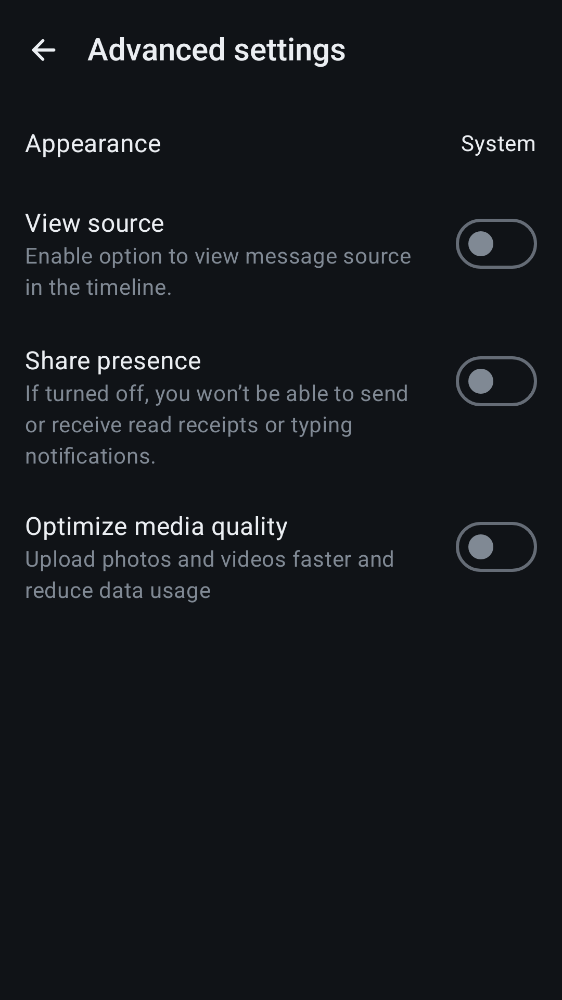 Advanced settings
Appearance
System
View source
Enable option to view message source
in the timeline.
Share presence
If turned off, you won’t be able to send
or receive read receipts or typing
notifications.
Optimize media quality
Upload photos and videos faster and
reduce data usage